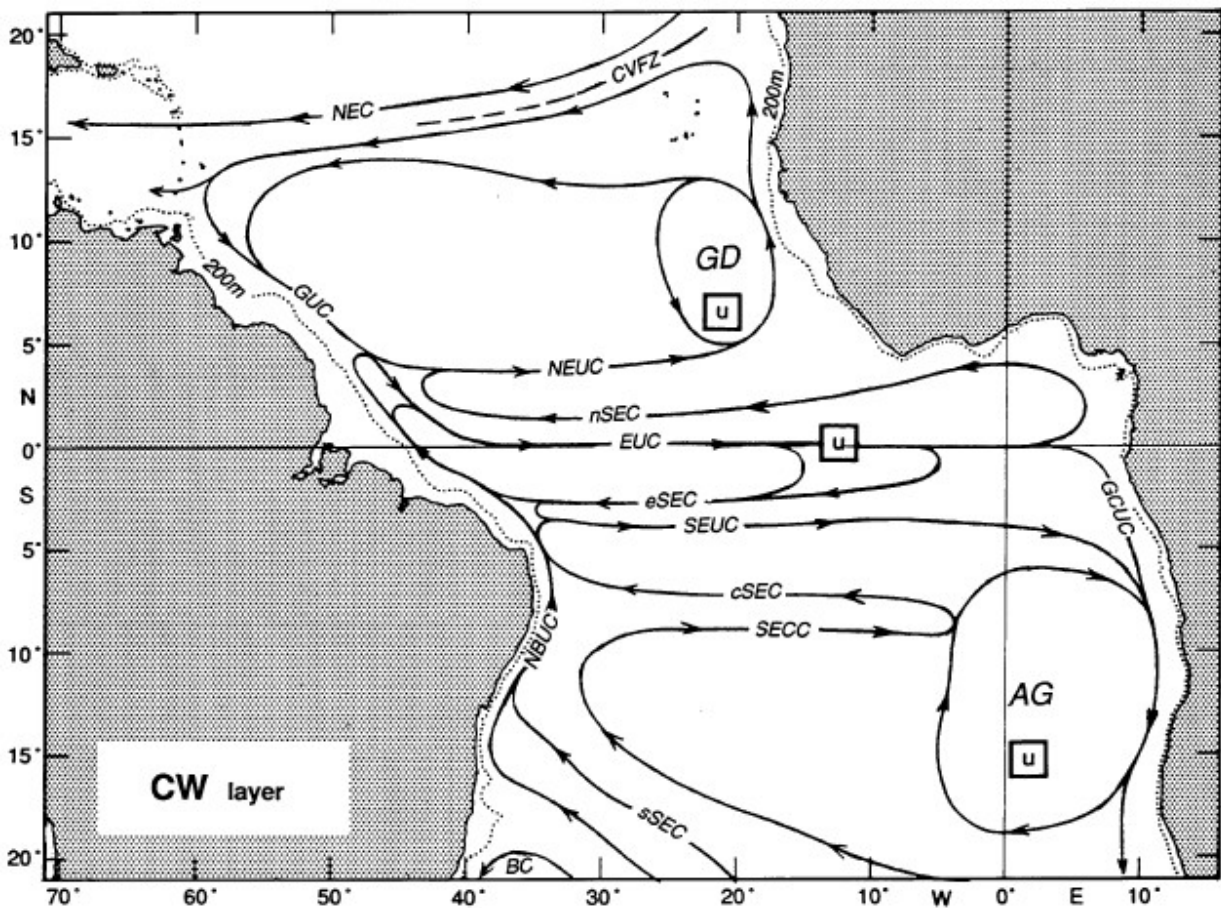 20°
CVFZ
NEC
200m
15°
10°
GD
200m
GUC
u
5°
NEUC
N
nSEC
0°
EUC
u
S
eSEC
GCUC
SEUC
5°
cSEC
NBUC
SECC
10°
AG
15°
u
CW layer
sSEC
20°
BC
70° 60° 50° 40° 30° 20° W 10° 0° E 10°